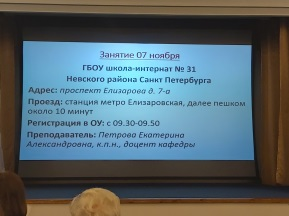 Занятие 07 ноября
ГБОУ школа-интернат № 31
Невского района Санкт Петербурга
Адрес: проспект Елизарова д. 7-а
Проезд: станция метро Елизаровская, далее пешком
около 10 минут
Регистрация в ОУ: с 09.30-09.50
Преподаватель: Петрова Екатерина
Александровна, к.п.н., доцент кафедры